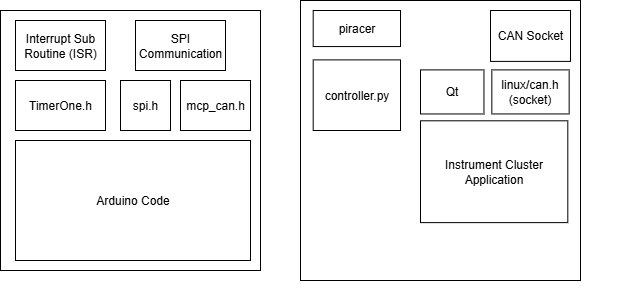 Interrupt Sub
Routine (ISR)
SPI
Communication
TimerOne.h
spi.h
mcp_can.h
Arduino Code
piracer
CAN Socket
controller.py
Qt
linux/can.h
(socket)
Instrument Cluster
Application